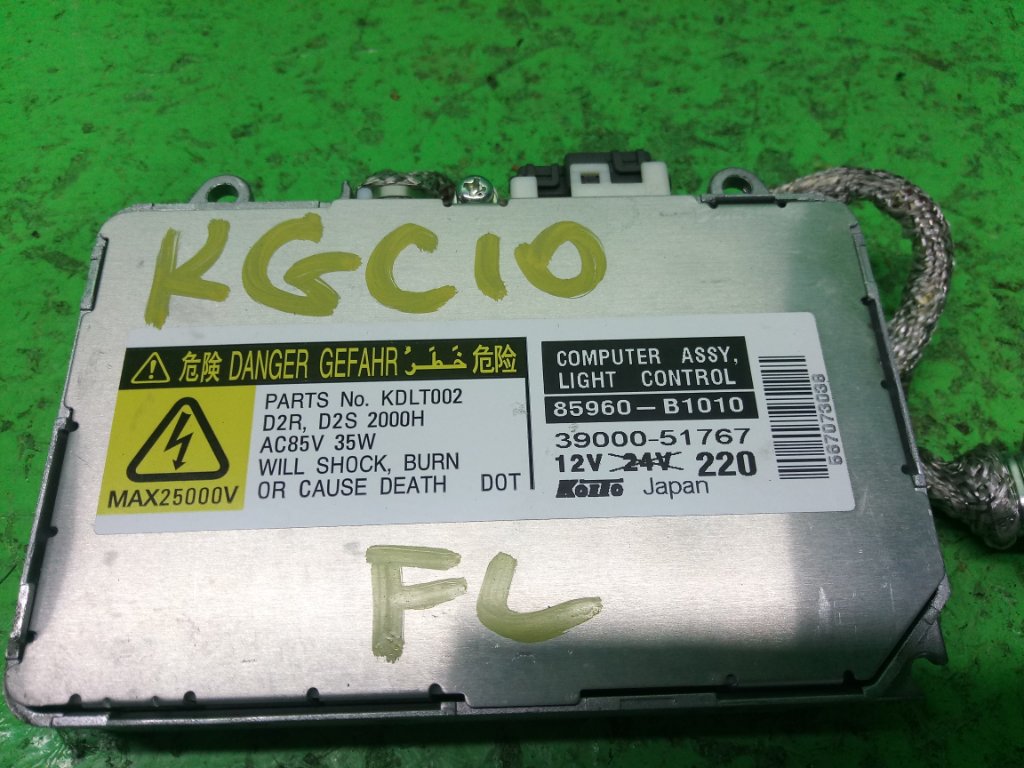 KGC10
危険 DANGER GEFAHR خَطَر 危险
PARTS No. KDLT002
D2R, D2S 2000H
AC85V 35W
WILL SHOCK, BURN
OR CAUSE DEATH DOT
MAX25000V
COMPUTER ASSY,
LIGHT CONTROL
85960-B1010
39000-51767
12V 24V 220
KOITO Japan
667073038
FL